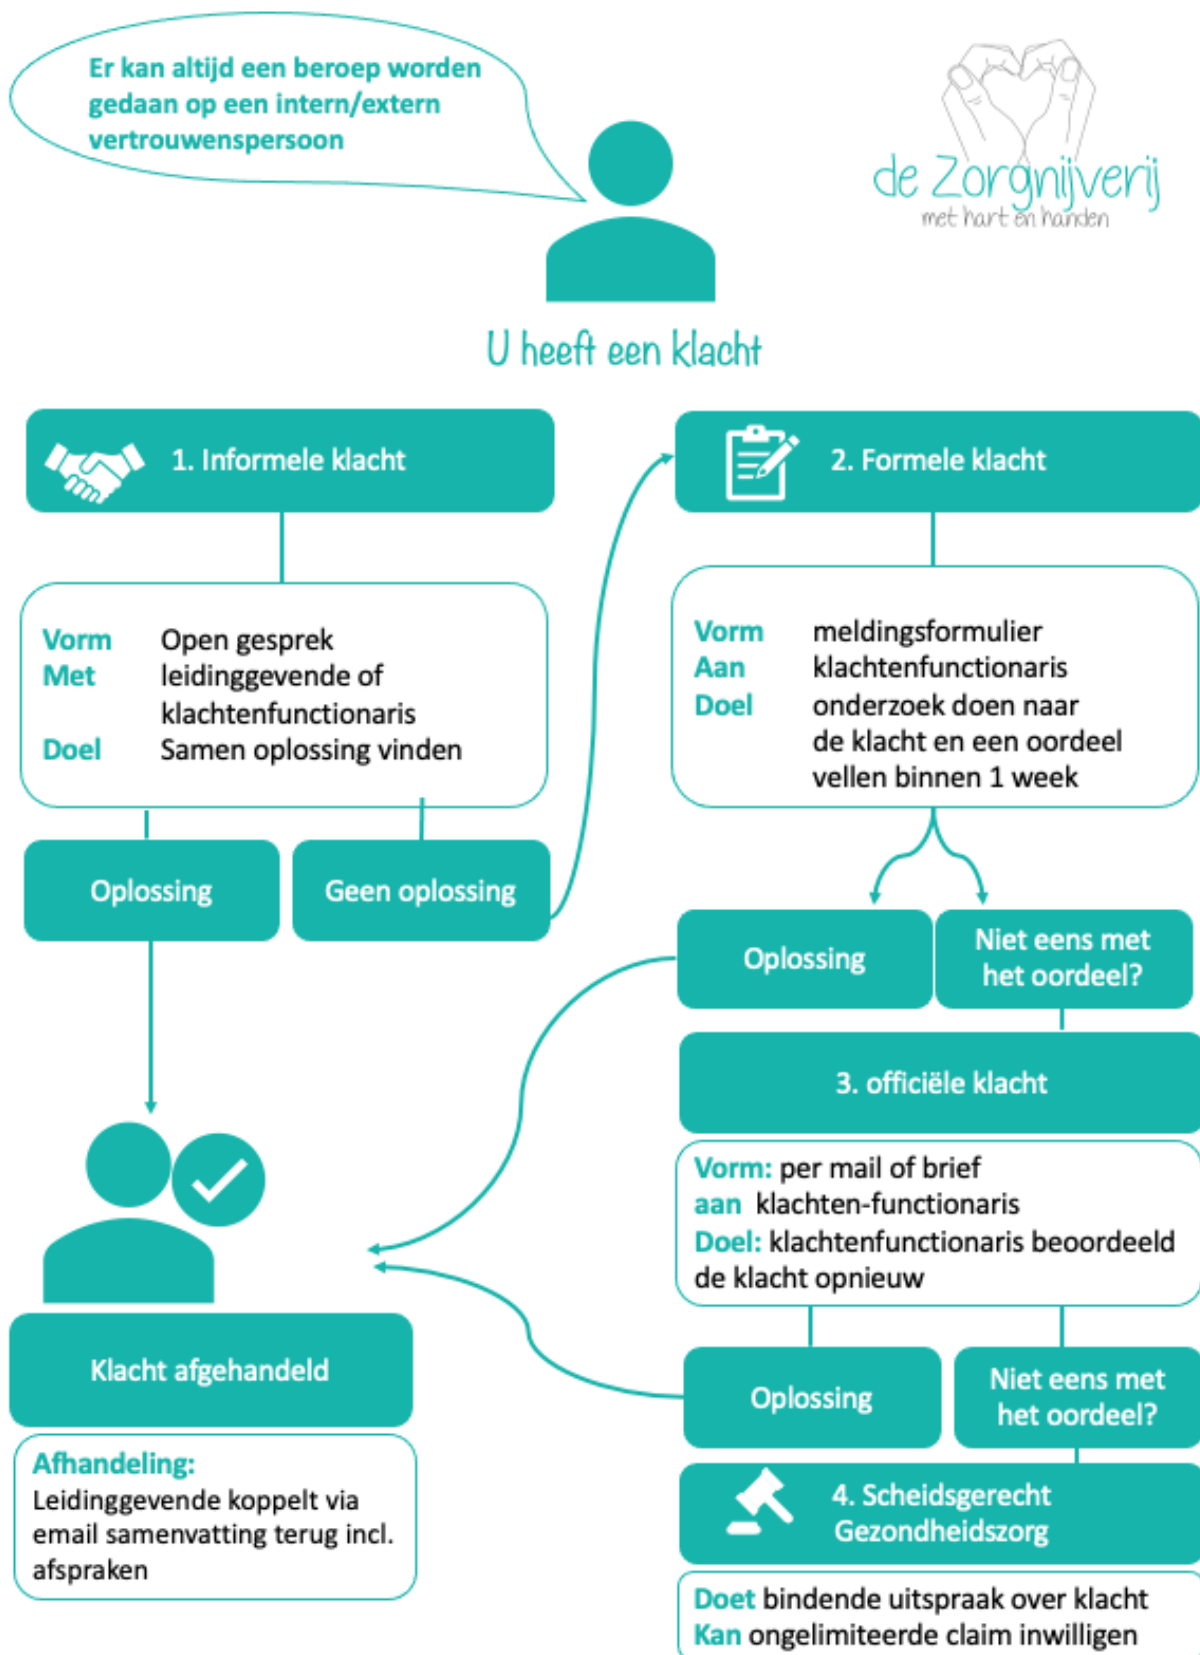 Er kan altijd een beroep worden
gedaan op een intern/extern
vertrouwenspersoon
de Zorgnijverij
met hart en handen
U heeft een klacht
1. Informele klacht
Vorm Open gesprek
Met leidinggevende of
klachtenfunctionaris
Doel Samen oplossing vinden
Oplossing
Geen oplossing
2. Formele klacht
Vorm meldingsformulier
Aan klachtenfunctionaris
Doel onderzoek doen naar
de klacht en een oordeel
vellen binnen 1 week
Oplossing
Niet eens met
het oordeel?
3. officiële klacht
Vorm: per mail of brief
aan klachten-functionaris
Doel: klachtenfunctionaris beoordeeld
de klacht opnieuw
Oplossing
Niet eens met
het oordeel?
4. Scheidsgerecht
Gezondheidszorg
Doet bindende uitspraak over klacht
Kan ongelimiteerde claim inwilligen
Klacht afgehandeld
Afhandeling:
Leidinggevende koppelt via
email samenvatting terug incl.
afspraken